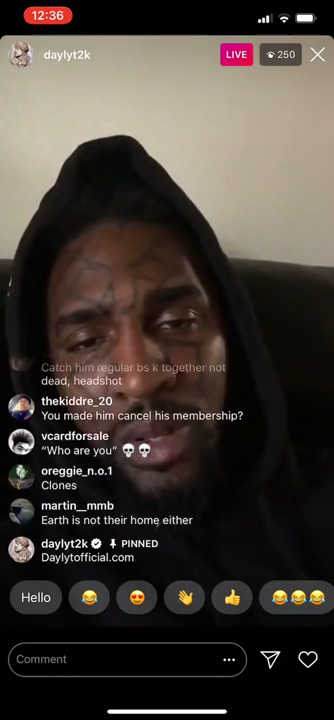 12:36
daylyt2k
LIVE
250
Catch him regular bs k together not
dead, headshot
thekiddre_20
You made him cancel his membership?
vcardforsale
“Who are you” 💀💀
oreggie_n.o.1
Clones
martin__mmb
Earth is not their home either
daylyt2k PINNED
Daylytofficial.com
Hello
Comment